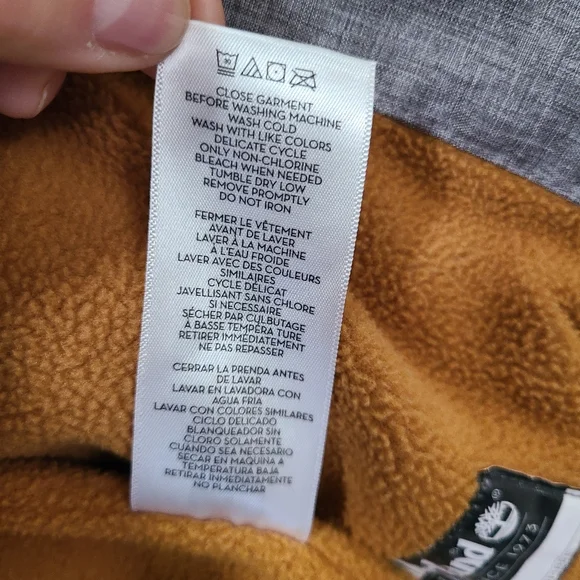 CLOSE GARMENT
BEFORE WASHING MACHINE
WASH COLD
WASH WITH LIKE COLORS
DELICATE CYCLE
ONLY NON-CHLORINE
BLEACH WHEN NEEDED
TUMBLE DRY LOW
REMOVE PROMPTLY
DO NOT IRON
FERMER LE VÊTEMENT
AVANT DE LAVER
LAVER À LA MACHINE
À L'EAU FROIDE
LAVER AVEC DES COULEURS
SIMILAIRES
CYCLE DÉLICAT
JAVELLISANT SANS CHLORE
SI NECESSAIRE
SÉCHER PAR CULBUTAGE
À BASSE TEMPÉRA TURE
RETIRER IMMÉDIATEMENT
NE PAS REPASSER
CERRAR LA PRENDA ANTES
DE LAVAR
LAVAR EN LAVADORA CON
AGUA FRIA
LAVAR CON COLORES SIMILARES
CICLO DELICADO
BLANQUEADOR SIN
CLORO SOLAMENTE
CUANDO SEA NECESARIO
SECAR EN MAQUINA A
TEMPERATURA BAJA
RETIRAR INMEDIATAMENTE
NO PLANCHAR
®
1973